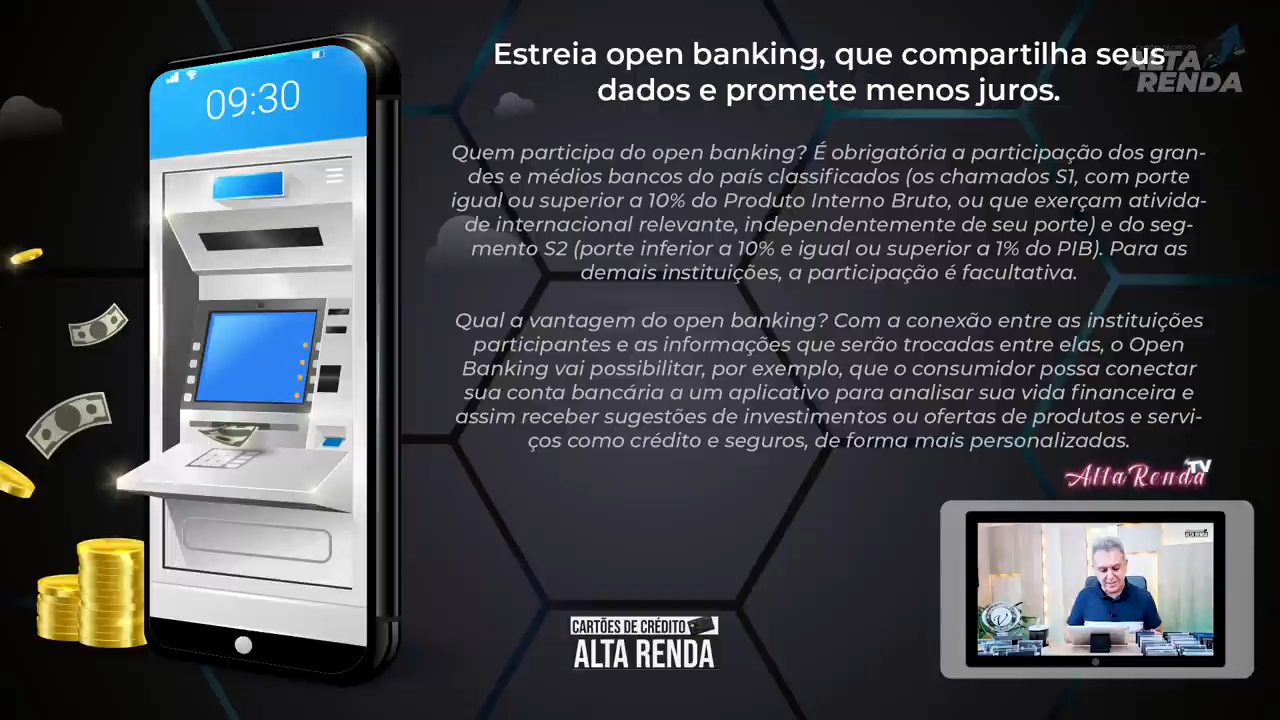 Estreia open banking, que compartilha seus
dados e promete menos juros.
ALTA
RENDA
09:30
Quem participa do open banking? É obrigatória a participação dos gran-
des e médios bancos do país classificados (os chamados S1, com porte
igual ou superior a 10% do Produto Interno Bruto, ou que exerçam ativida-
de internacional relevante, independentemente de seu porte) e do seg-
mento S2 (porte inferior a 10% e igual ou superior a 1% do PIB). Para as
demais instituições, a participação é facultativa.
Qual a vantagem do open banking? Com a conexão entre as instituições
participantes e as informações que serão trocadas entre elas, o Open
Banking vai possibilitar, por exemplo, que o consumidor possa conectar
sua conta bancária a um aplicativo para analisar sua vida financeira e
assim receber sugestões de investimentos ou ofertas de produtos e servi-
ços como crédito e seguros, de forma mais personalizadas.
Alta Renda TV
CARTÕES DE CRÉDITO
ALTA RENDA